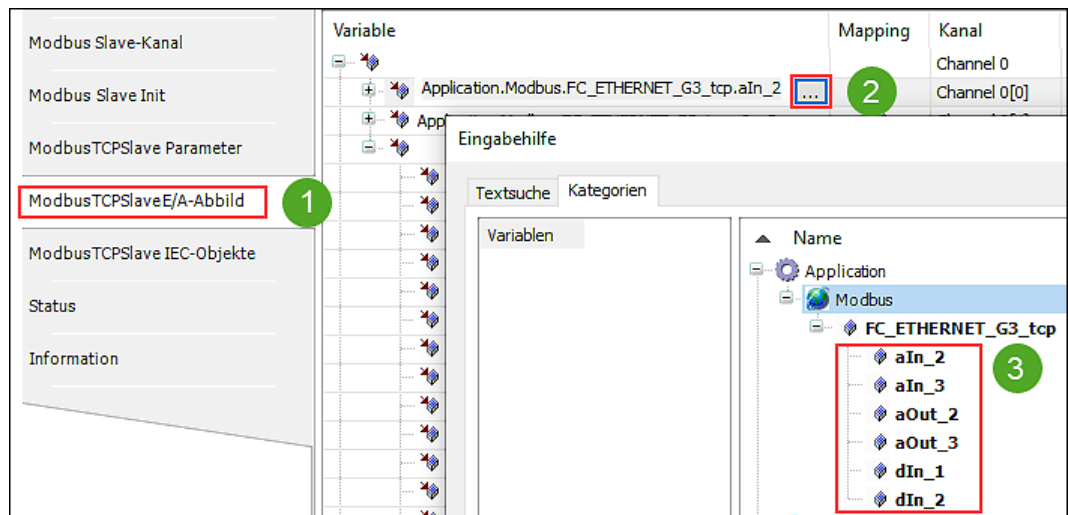 Modbus Slave-Kanal
Modbus Slave Init
ModbusTCPSlave Parameter
ModbusTCPSlaveE/A-Abbild
1
ModbusTCPSlave IEC-Objekte
Status
Information
Variable Mapping Kanal
Channel 0
Application.Modbus.FC_ETHERNET_G3_tcp.aIn_2 ... 2 Channel 0[0]
Eingabehilfe
Textsuche Kategorien
Variablen
Name
Application
Modbus
FC_ETHERNET_G3_tcp
aIn_2
aIn_3
3
aOut_2
aOut_3
dIn_1
dIn_2